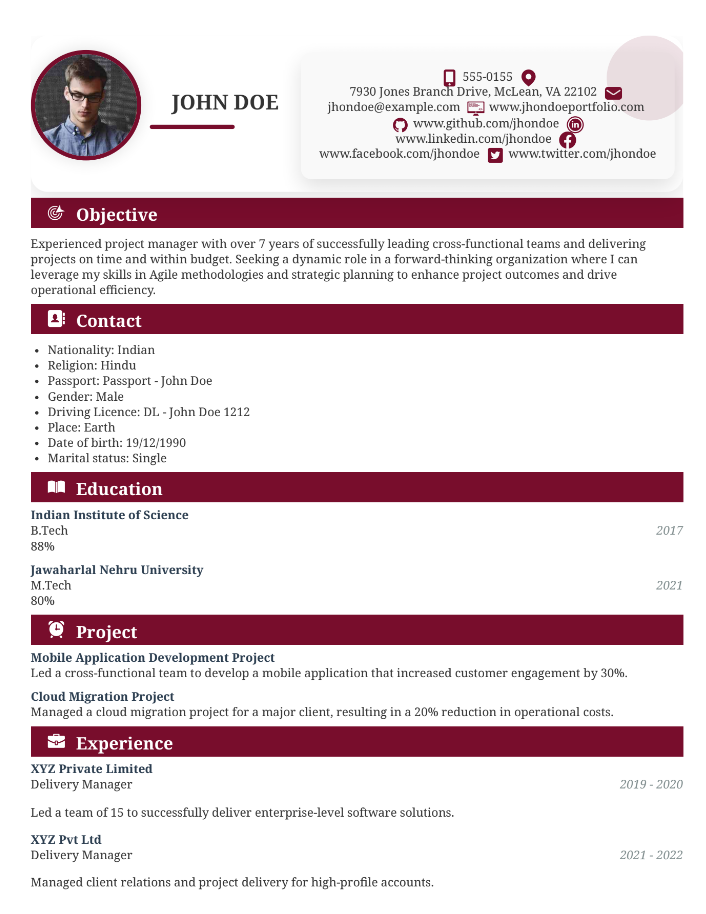 JOHN DOE
555-0155
7930 Jones Branch Drive, McLean, VA 22102
jhondoe@example.com www.jhondoeportfolio.com
www.github.com/jhondoe
www.linkedin.com/jhondoe
www.facebook.com/jhondoe www.twitter.com/jhondoe
Objective
Experienced project manager with over 7 years of successfully leading cross-functional teams and delivering
projects on time and within budget. Seeking a dynamic role in a forward-thinking organization where I can
leverage my skills in Agile methodologies and strategic planning to enhance project outcomes and drive
operational efficiency.
Contact
• Nationality: Indian
• Religion: Hindu
• Passport: Passport - John Doe
• Gender: Male
• Driving Licence: DL - John Doe 1212
• Place: Earth
• Date of birth: 19/12/1990
• Marital status: Single
Education
Indian Institute of Science
B.Tech 2017
88%
Jawaharlal Nehru University
M.Tech 2021
80%
Project
Mobile Application Development Project
Led a cross-functional team to develop a mobile application that increased customer engagement by 30%.
Cloud Migration Project
Managed a cloud migration project for a major client, resulting in a 20% reduction in operational costs.
Experience
XYZ Private Limited
Delivery Manager 2019 - 2020
Led a team of 15 to successfully deliver enterprise-level software solutions.
XYZ Pvt Ltd
Delivery Manager 2021 - 2022
Managed client relations and project delivery for high-profile accounts.